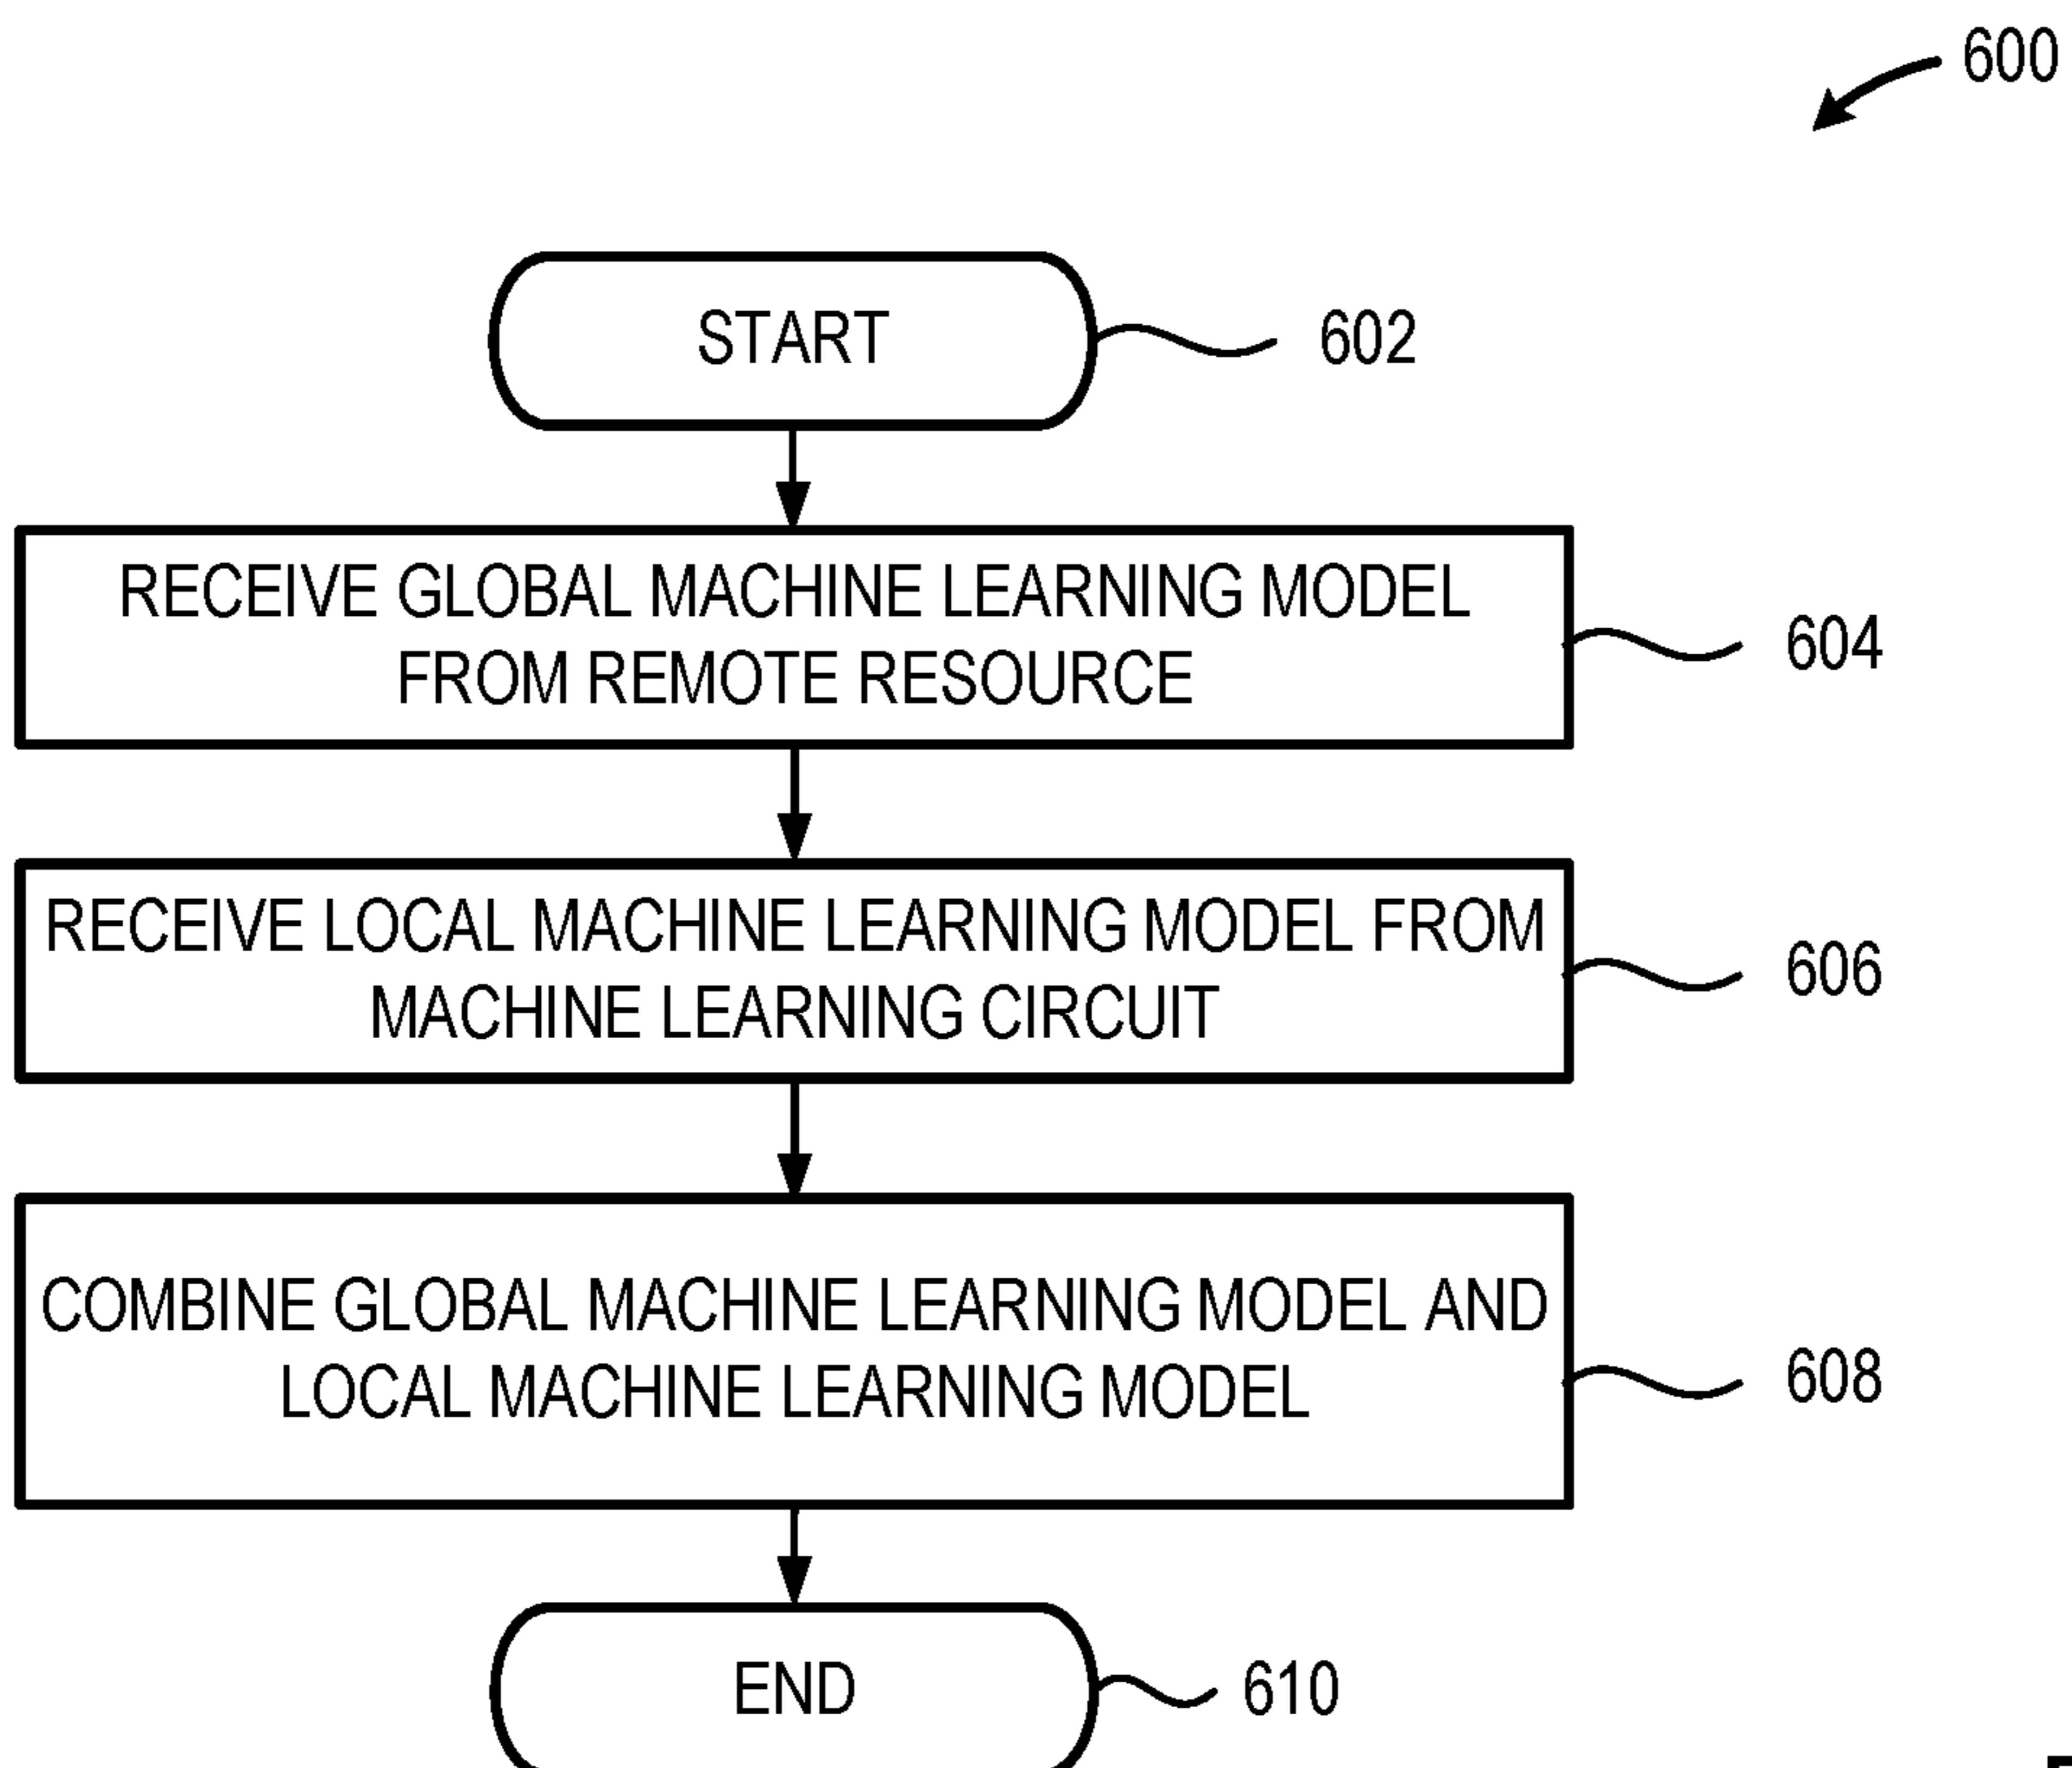 600
START
602
RECEIVE GLOBAL MACHINE LEARNING MODEL
FROM REMOTE RESOURCE
604
RECEIVE LOCAL MACHINE LEARNING MODEL FROM
MACHINE LEARNING CIRCUIT
606
COMBINE GLOBAL MACHINE LEARNING MODEL AND
LOCAL MACHINE LEARNING MODEL
608
END
610